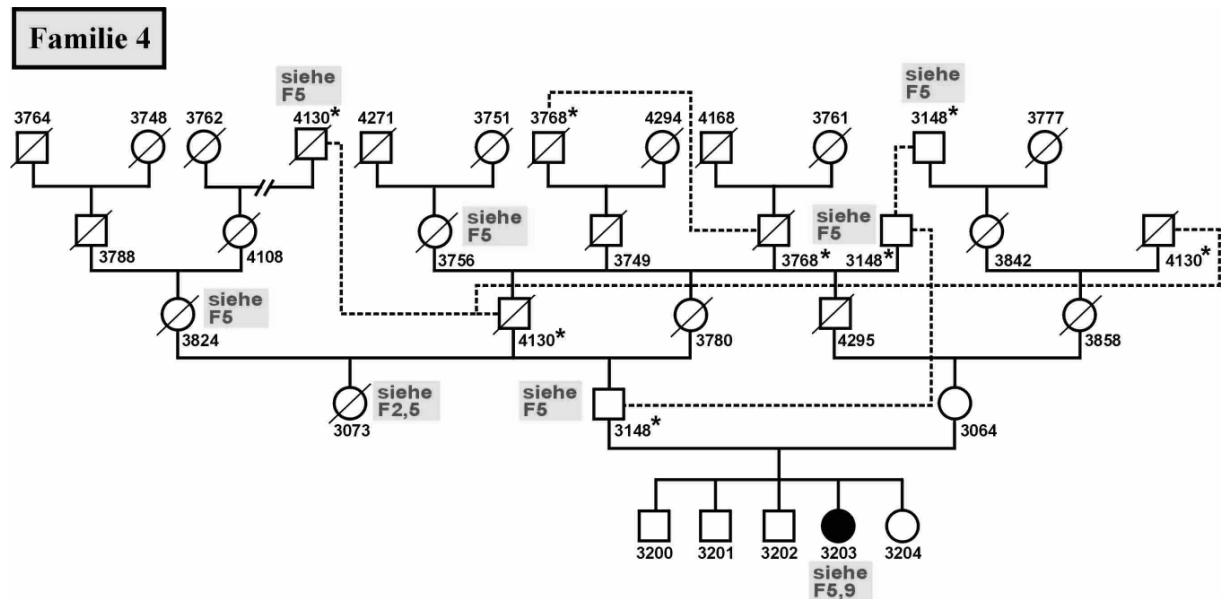 Familie 4
siehe
F5
siehe
F5
3764 3748 3762 4130* 4271 3751 3768* 4294 4168 3761 3148* 3777
siehe
F5
siehe
F5
3788 4108 3756 3749 3768* 3148* 3842 4130*
siehe
F5
3824 4130* 3780 4295 3858
siehe
F2,5
siehe
F5
3073 3148* 3064
3200 3201 3202 3203 3204
siehe
F5,9